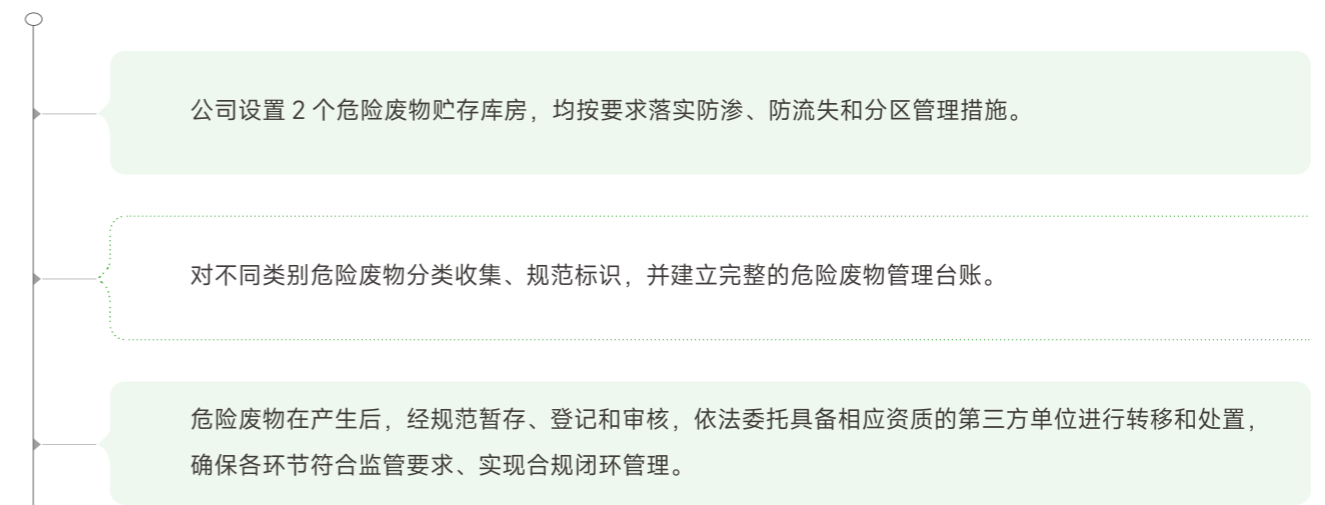 公司设置 2 个危险废物贮存库房，均按要求落实防渗、防流失和分区管理措施。
对不同类别危险废物分类收集、规范标识，并建立完整的危险废物管理台账。
危险废物在产生后，经规范暂存、登记和审核，依法委托具备相应资质的第三方单位进行转移和处置，
确保各环节符合监管要求、实现合规闭环管理。